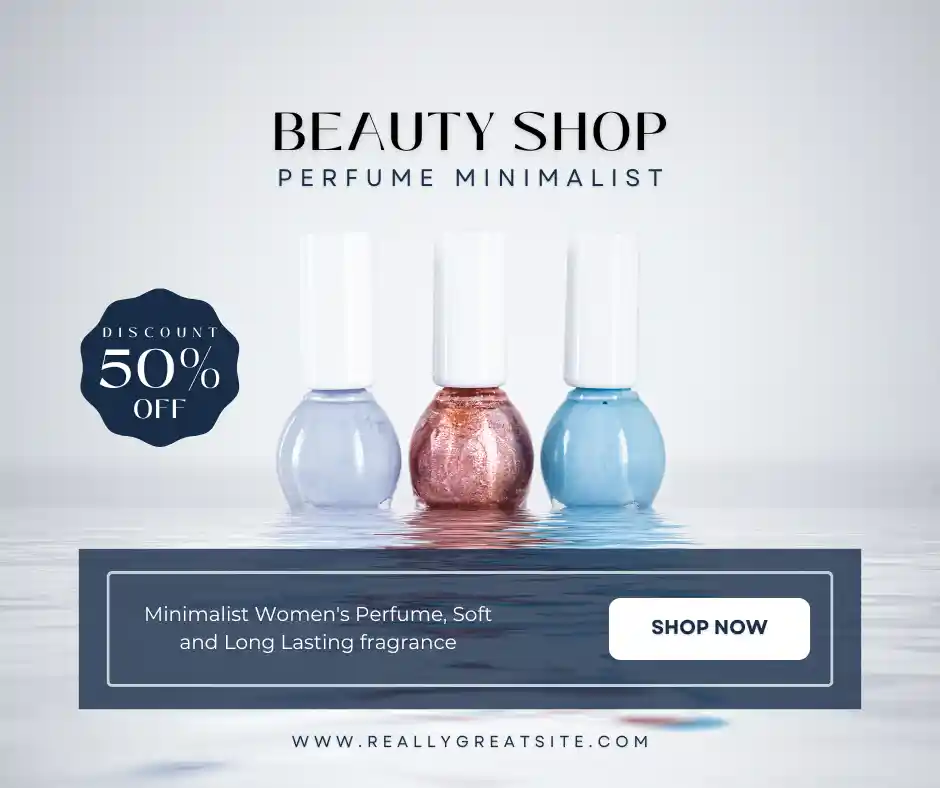 BEAUTY SHOP
PERFUME MINIMALIST
DISCOUNT
50%
OFF
Minimalist Women's Perfume, Soft
and Long Lasting fragrance
SHOP NOW
WWW.REALLYGREATSITE.COM